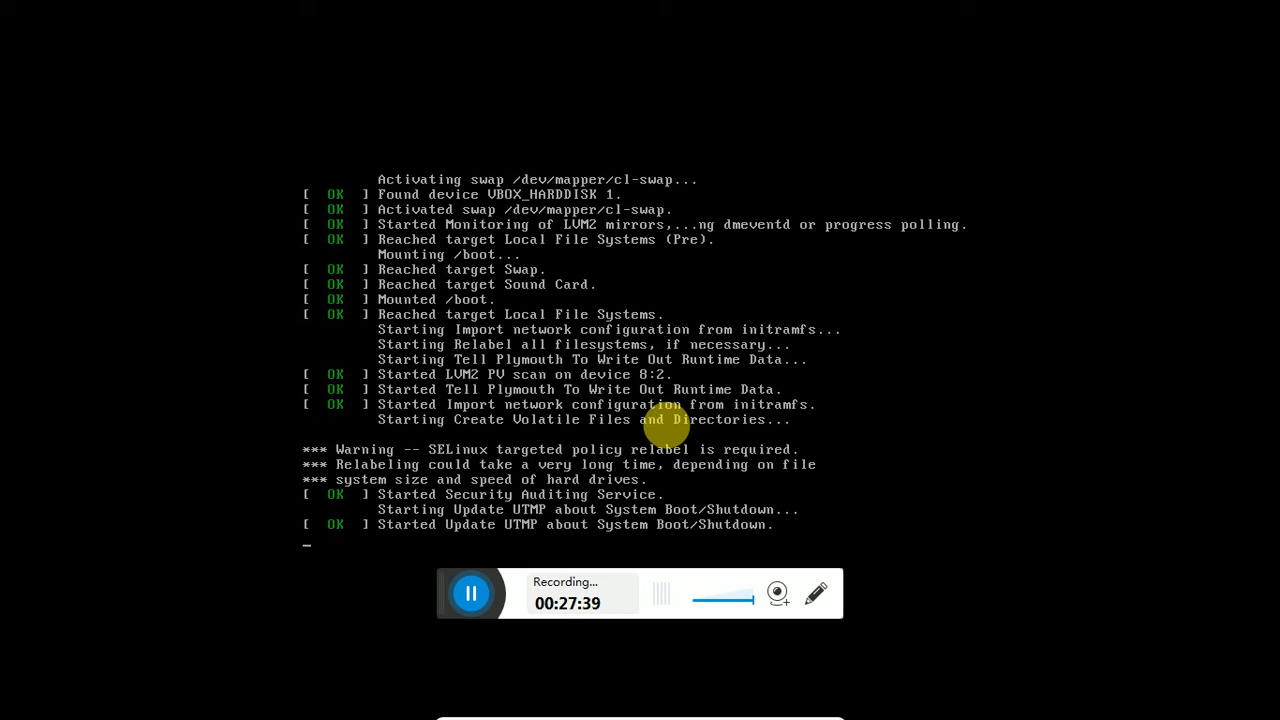 Activating swap /dev/mapper/cl-swap...
[  OK  ] Found device VBOX_HARDDISK 1.
[  OK  ] Activated swap /dev/mapper/cl-swap.
[  OK  ] Started Monitoring of LVM2 mirrors,...ng dmeventd or progress polling.
[  OK  ] Reached target Local File Systems (Pre).
Mounting /boot...
[  OK  ] Reached target Swap.
[  OK  ] Reached target Sound Card.
[  OK  ] Mounted /boot.
[  OK  ] Reached target Local File Systems.
Starting Import network configuration from initramfs...
Starting Relabel all filesystems, if necessary...
Starting Tell Plymouth To Write Out Runtime Data...
[  OK  ] Started LVM2 PV scan on device 8:2.
[  OK  ] Started Tell Plymouth To Write Out Runtime Data.
[  OK  ] Started Import network configuration from initramfs.
Starting Create Volatile Files and Directories...
*** Warning -- SELinux targeted policy relabel is required.
*** Relabeling could take a very long time, depending on file
*** system size and speed of hard drives.
[  OK  ] Started Security Auditing Service.
Starting Update UTMP about System Boot/Shutdown...
[  OK  ] Started Update UTMP about System Boot/Shutdown.
_
Recording...
00:27:39